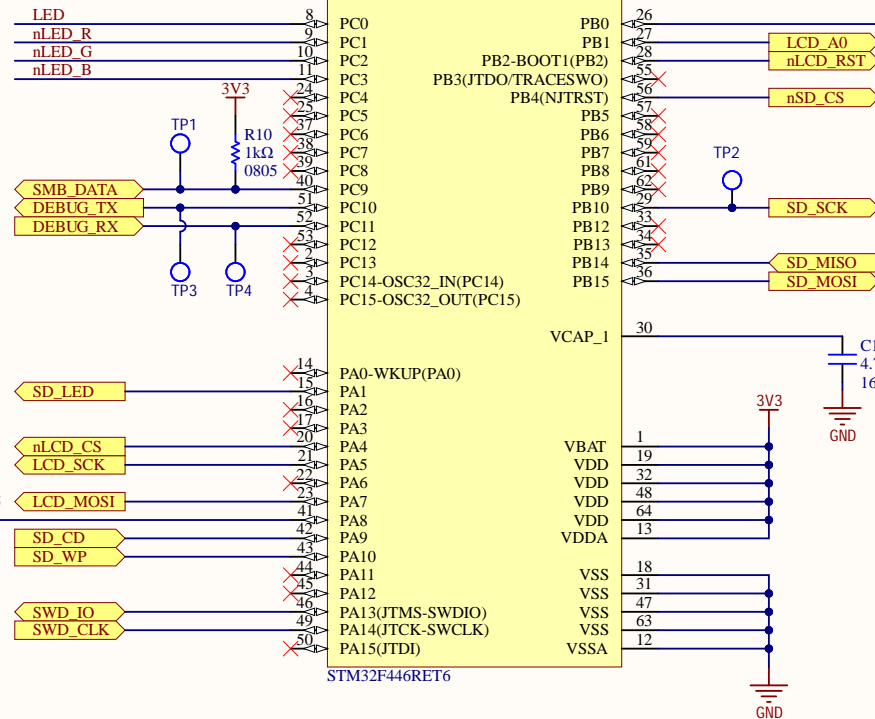 LED 8 PC0 PB0 26
nLED_R 9 PC1 PB1 27 LCD_A0
nLED_G 10 PC2 PB2-BOOT1(PB2) 28 nLCD_RST
nLED_B 11 PC3 PB3(JTDO/TRACESWO) 55
3V3 24 PC4 PB4(NJTRST) 56 nSD_CS
25 PC5 PB5 57
TP1 37 PC6 PB6 58
R10 38 PC7 PB7 59
1kΩ 39 PC8 PB8 61 TP2
0805
SMB_DATA 40 PC9 PB9 62
DEBUG_TX 51 PC10 PB10 29 SD_SCK
DEBUG_RX 52 PC11 PB12 33
53 PC12 PB13 34
2 PC13 PB14 35 SD_MISO
TP3 TP4 3 PC14-OSC32_IN(PC14) PB15 36 SD_MOSI
4 PC15-OSC32_OUT(PC15)
VCAP_1 30
14 PA0-WKUP(PA0)
SD_LED 15 PA1
16 PA2 3V3
17 PA3 GND
nLCD_CS 20 PA4 VBAT 1
LCD_SCK 21 PA5 VDD 19
22 PA6 VDD 32
LCD_MOSI 23 PA7 VDD 48
41 PA8 VDD 64
SD_CD 42 PA9 VDDA 13
SD_WP 43 PA10
44 PA11 VSS 18
45 PA12 VSS 31
SWD_IO 46 PA13(JTMS-SWDIO) VSS 47
SWD_CLK 49 PA14(JTCK-SWCLK) VSS 63
50 PA15(JTDI) VSSA 12
STM32F446RET6
GND